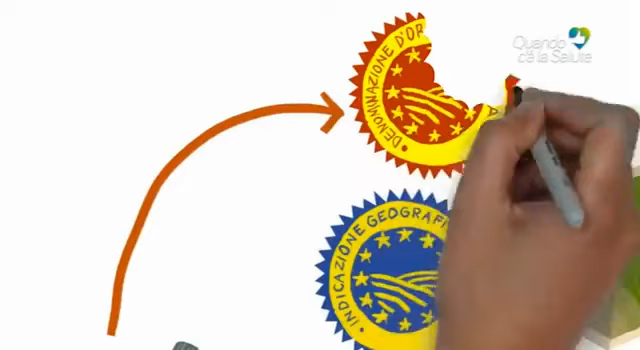 Quando
c'è la Salute
DENOMINAZIONE D'OR
INDICAZIONE GEOGRAFI